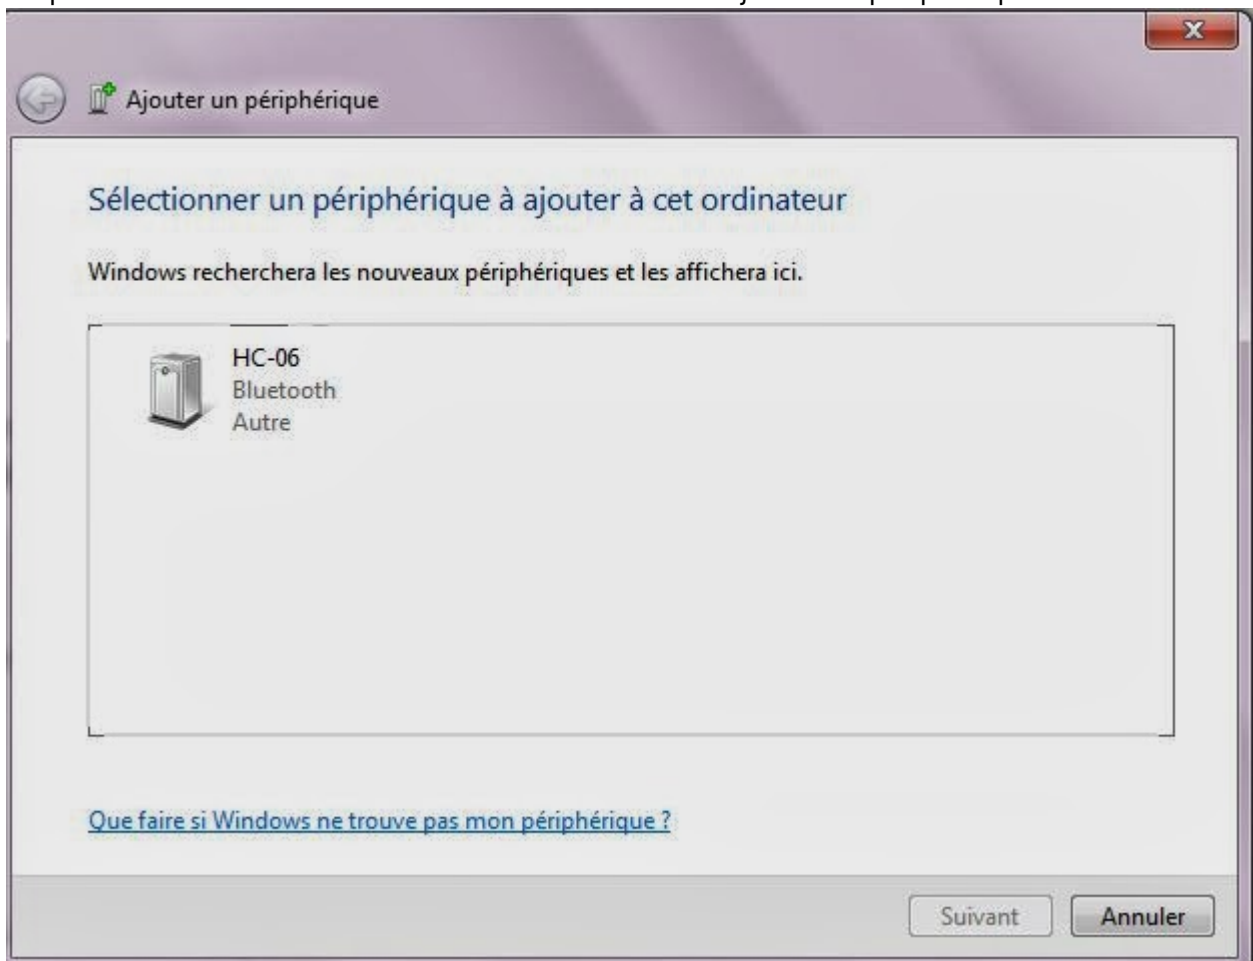 Ajouter un périphérique
Sélectionner un périphérique à ajouter à cet ordinateur
Windows recherchera les nouveaux périphériques et les affichera ici.
HC-06
Bluetooth
Autre
Que faire si Windows ne trouve pas mon périphérique ?
Suivant
Annuler